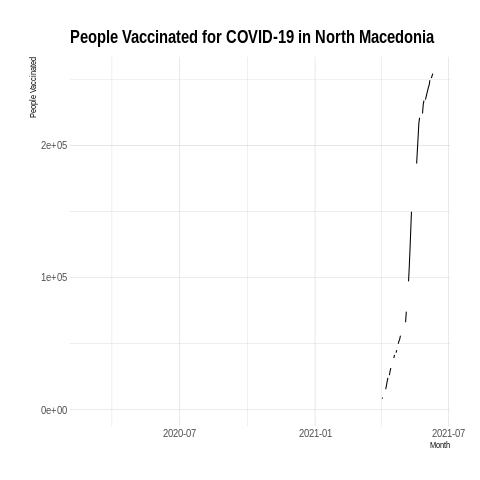 People Vaccinated for COVID-19 in North Macedonia
People Vaccinated
2e+05
1e+05
0e+00
2020-07 2021-01 2021-07
Month